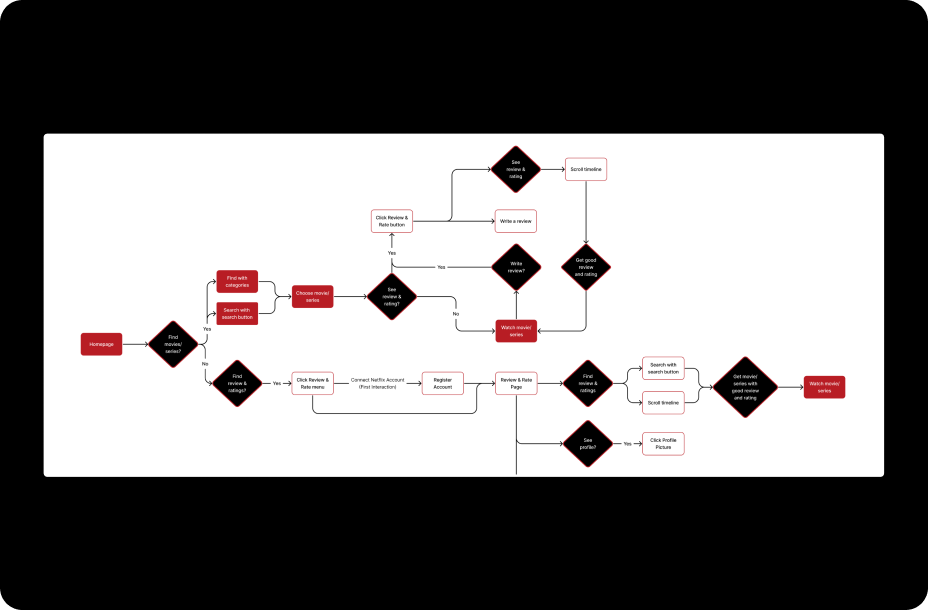 See
review &
rating
Scroll timeline
Click Review &
Rate button
Write a review
Yes
Write
review?
Yes
Get good
review
and rating
Find with
categories
Choose movie/
series
See
review &
rating?
Search with
search button
No
Yes
Watch movie/
series
Homepage
Find
movies/
series?
No
Find
review &
ratings?
Yes
Click Review &
Rate menu
Connect Netflix Account
(First interaction)
Register
Account
Review & Rate
Page
Find
review &
ratings
Search with
search button
Scroll timeline
Get movie/
series with
good review
and rating
Watch movie/
series
See
profile?
Yes
Click Profile
Picture